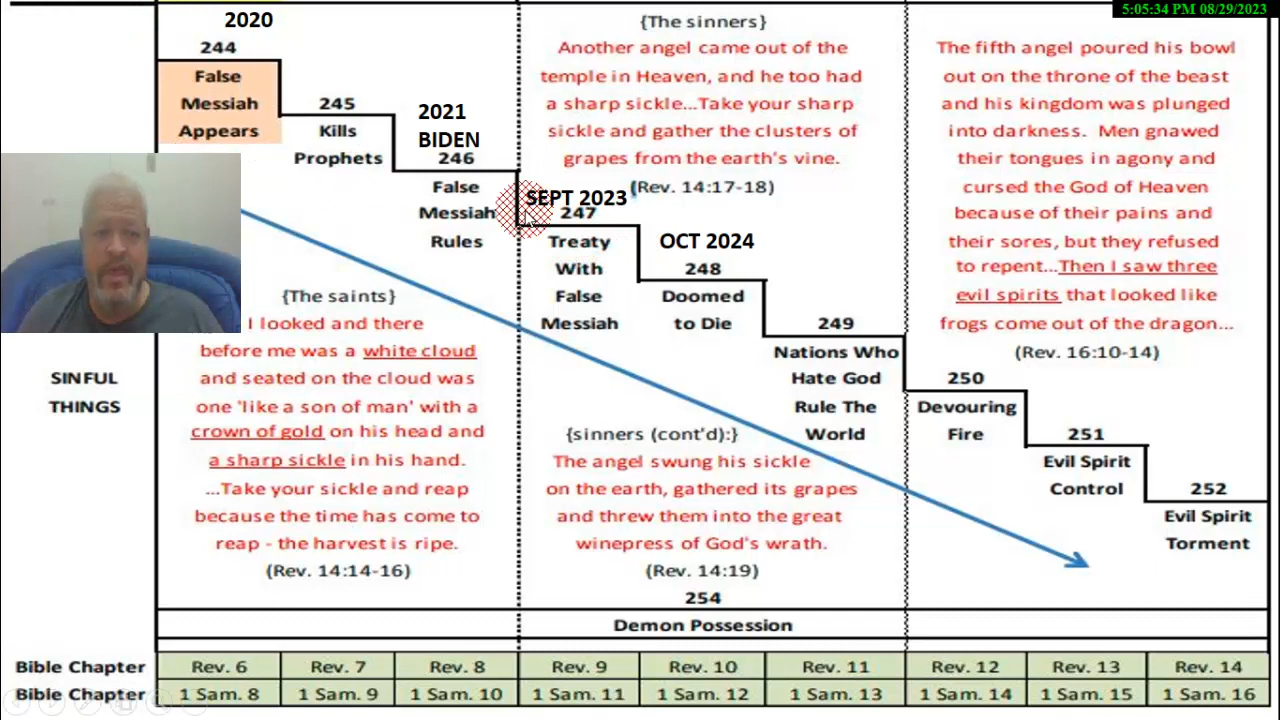 5:05:34 PM 08/29/2023
2020
244
False
Messiah
Appears
245
Kills
Prophets
2021
BIDEN
246
False
Messiah
Rules
{The saints}
I looked and there
before me was a white cloud
and seated on the cloud was
one 'like a son of man' with a
crown of gold on his head and
a sharp sickle in his hand.
...Take your sickle and reap
because the time has come to
reap - the harvest is ripe.
(Rev. 14:14-16)
{The sinners}
Another angel came out of the
temple in Heaven, and he too had
a sharp sickle...Take your sharp
sickle and gather the clusters of
grapes from the earth's vine.
(Rev. 14:17-18)
SEPT 2023
247
Treaty
With
False
Messiah
OCT 2024
248
Doomed
to Die
249
Nations Who
Hate God
Rule The
World
{sinners (cont'd):}
The angel swung his sickle
on the earth, gathered its grapes
and threw them into the great
winepress of God's wrath.
(Rev. 14:19)
The fifth angel poured his bowl
out on the throne of the beast
and his kingdom was plunged
into darkness. Men gnawed
their tongues in agony and
cursed the God of Heaven
because of their pains and
their sores, but they refused
to repent...Then I saw three
evil spirits that looked like
frogs come out of the dragon...
(Rev. 16:10-14)
250
Devouring
Fire
251
Evil Spirit
Control
252
Evil Spirit
Torment
SINFUL
THINGS
254
Demon Possession
Bible Chapter Rev. 6 Rev. 7 Rev. 8 Rev. 9 Rev. 10 Rev. 11 Rev. 12 Rev. 13 Rev. 14
Bible Chapter 1 Sam. 8 1 Sam. 9 1 Sam. 10 1 Sam. 11 1 Sam. 12 1 Sam. 13 1 Sam. 14 1 Sam. 15 1 Sam. 16